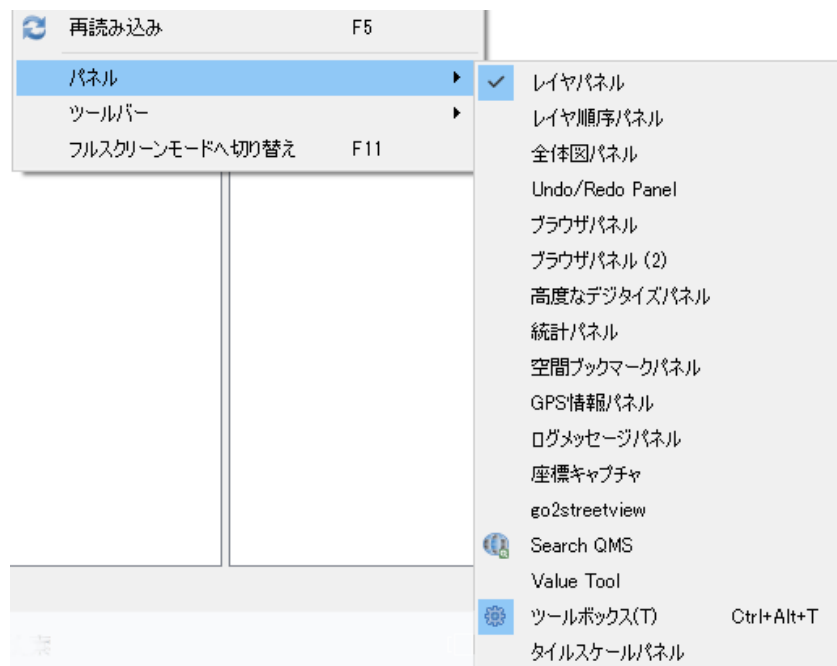 再読み込み F5
パネル
ツールバー
フルスクリーンモードへ切り替え F11
レイヤパネル
レイヤ順序パネル
全体図パネル
Undo/Redo Panel
ブラウザパネル
ブラウザパネル (2)
高度なデジタイズパネル
統計パネル
空間ブックマークパネル
GPS情報パネル
ログメッセージパネル
座標キャプチャ
go2streetview
Search QMS
Value Tool
ツールボックス(T) Ctrl+Alt+T
タイルスケールパネル